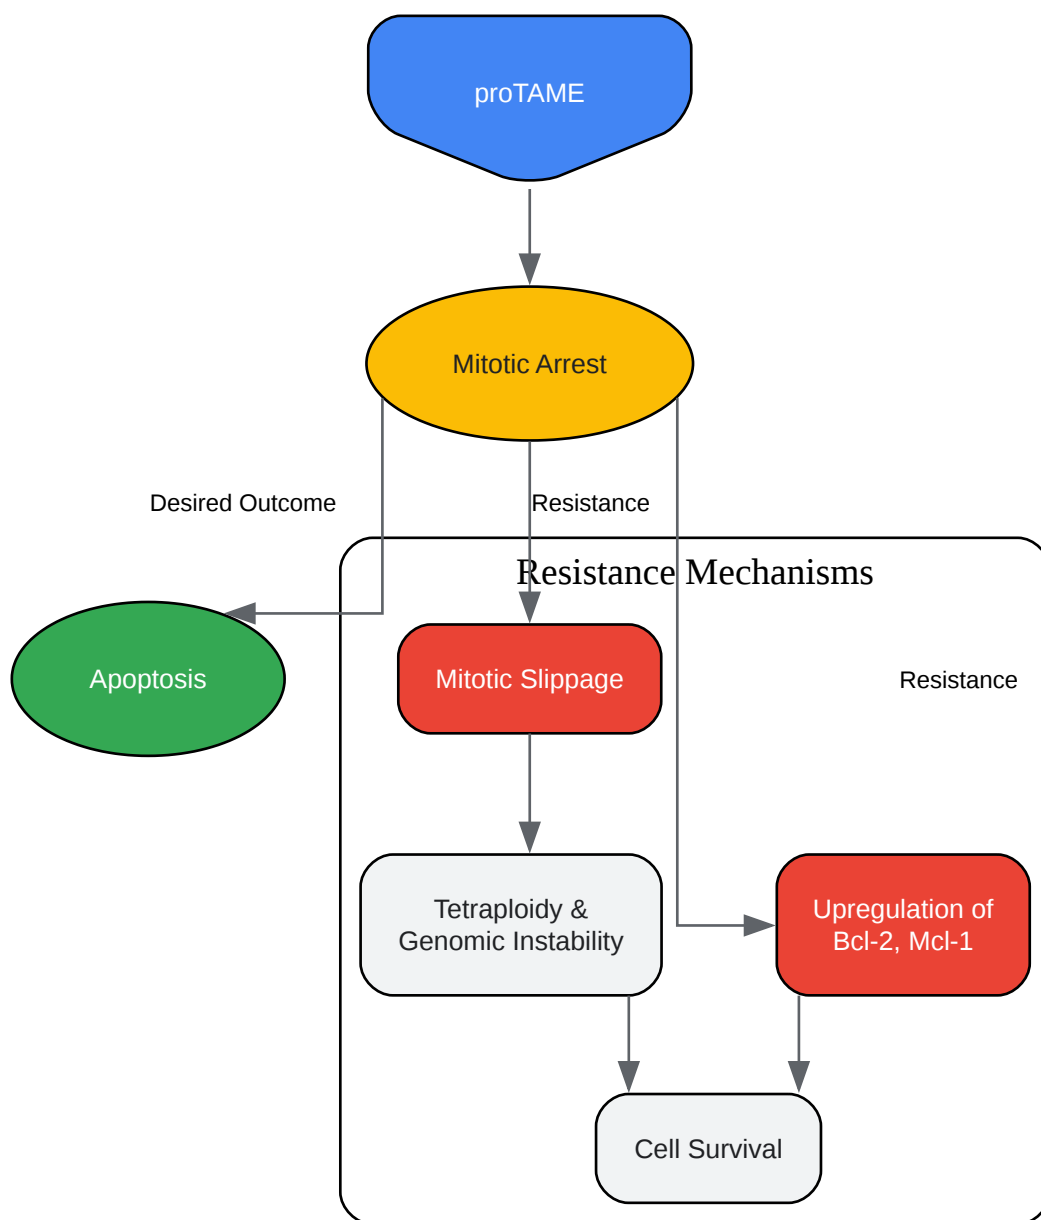 proTAME
Mitotic Arrest
Desired Outcome
Resistance
Resistance Mechanisms
Apoptosis
Mitotic Slippage
Resistance
Tetraploidy &
Genomic Instability
Upregulation of
Bcl-2, Mcl-1
Cell Survival